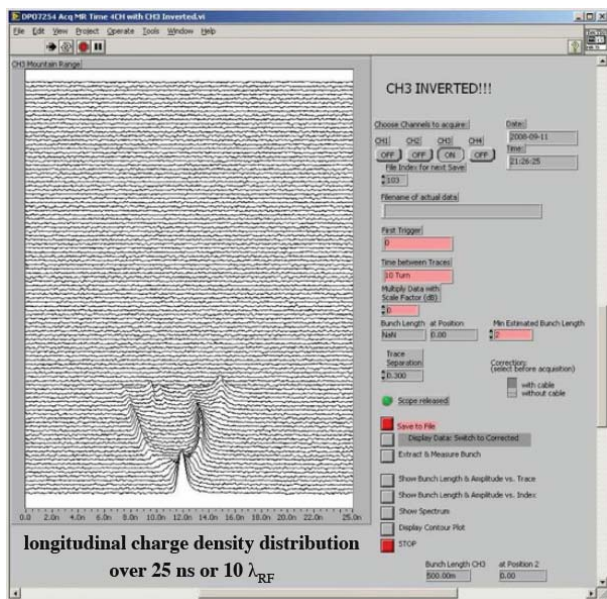 DPO7254 Acq MR Time 4CH with CH3 Inverted.vi
File Edit View Project Operate Tools Window Help
CH3 Mountain Range
CH3 INVERTED!!!
Choose Channels to acquire:
CH1 CH2 CH3 CH4
OFF OFF ON OFF
Date:
2008-09-11
Time:
21:26:25
File Index for next Save
103
Filename of actual data
First Trigger
0
Time between Traces
10 Turn
Multiply Data with
Scale Factor (dB)
0
Bunch Length at Position
NaN 0.00
Min Estimated Bunch Length
2
Trace
Separation
0.300
Correction:
(select before acquisition)
with cable
without cable
Scope released
Save to File
Display Data: Switch to Corrected
Extract & Measure Bunch
Show Bunch Length & Amplitude vs. Trace
Show Bunch Length & Amplitude vs. Index
Show Spectrum
Display Contour Plot
STOP
Bunch Length CH3 at Position 2
500.00m 0.00
0.0 2.0n 4.0n 6.0n 8.0n 10.0n 12.0n 14.0n 16.0n 18.0n 20.0n 22.0n 25.0n
longitudinal charge density distribution
over 25 ns or 10 λRF